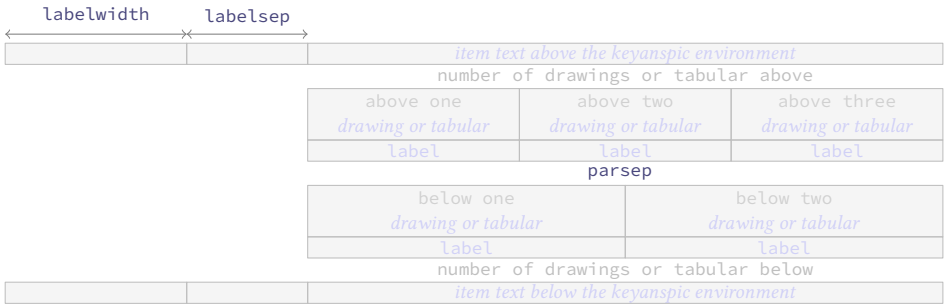 labelwidth labelsep
item text above the keyanspic environment
number of drawings or tabular above
above one above two above three
drawing or tabular drawing or tabular drawing or tabular
label label label
parsep
below one below two
drawing or tabular drawing or tabular
label label
number of drawings or tabular below
item text below the keyanspic environment